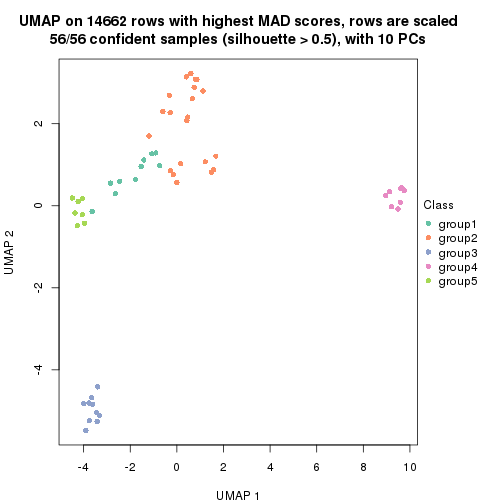 UMAP on 14662 rows with highest MAD scores, rows are scaled
56/56 confident samples (silhouette > 0.5), with 10 PCs
2
0
-2
-4
UMAP 2
-4
-2
0
2
4
6
8
10
UMAP 1
Class
group1
group2
group3
group4
group5